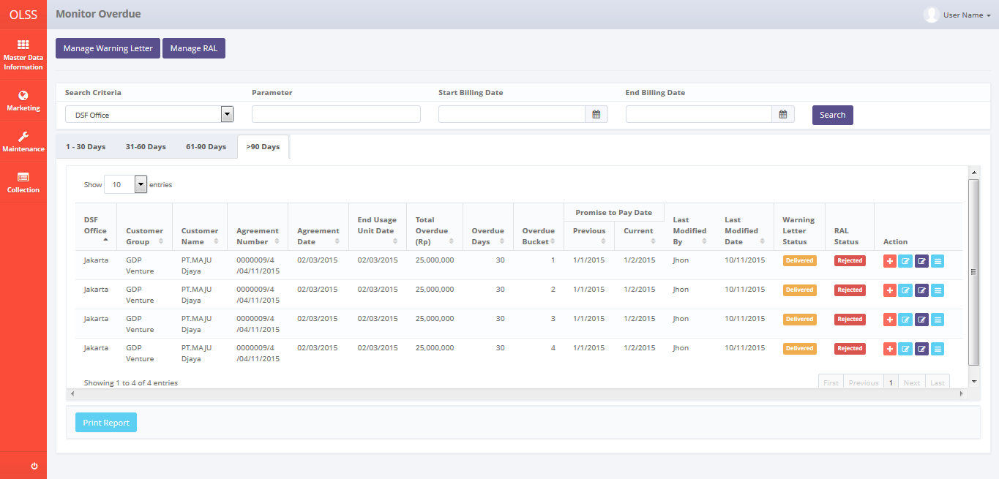 OLSS
Monitor Overdue
User Name
Master Data
Information
Marketing
Maintenance
Collection
Manage Warning Letter
Manage RAL
Search Criteria
Parameter
Start Billing Date
End Billing Date
DSF Office
Search
1 - 30 Days
31-60 Days
61-90 Days
>90 Days
Show 10 entries
DSF
Office
Customer
Group
Customer
Name
Agreement
Number
Agreement
Date
End Usage
Unit Date
Total
Overdue
(Rp)
Overdue
Days
Overdue
Bucket
Promise to Pay Date
Previous
Current
Last
Modified
By
Last
Modified
Date
Warning
Letter
Status
RAL
Status
Action
Jakarta GDP PT.MAJU 0000009/4 02/03/2015 02/03/2015 25,000,000 30 1 1/1/2015 1/2/2015 Jhon 10/11/2015 Delivered Rejected
Venture Djaya /04/11/2015
Jakarta GDP PT.MAJU 0000009/4 02/03/2015 02/03/2015 25,000,000 30 2 1/1/2015 1/2/2015 Jhon 10/11/2015 Delivered Rejected
Venture Djaya /04/11/2015
Jakarta GDP PT.MAJU 0000009/4 02/03/2015 02/03/2015 25,000,000 30 3 1/1/2015 1/2/2015 Jhon 10/11/2015 Delivered Rejected
Venture Djaya /04/11/2015
Jakarta GDP PT.MAJU 0000009/4 02/03/2015 02/03/2015 25,000,000 30 4 1/1/2015 1/2/2015 Jhon 10/11/2015 Delivered Rejected
Venture Djaya /04/11/2015
Showing 1 to 4 of 4 entries
First Previous 1 Next Last
Print Report